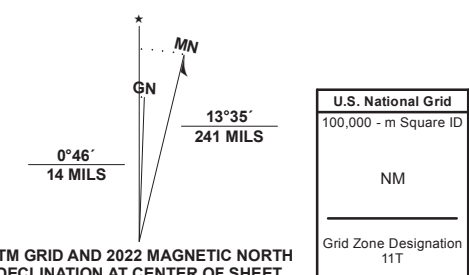 ★
MN
GN
13°35´
241 MILS
0°46´
14 MILS
TM GRID AND 2022 MAGNETIC NORTH
DECLINATION AT CENTER OF SHEET
U.S. National Grid
100,000 - m Square ID
NM
Grid Zone Designation
11T